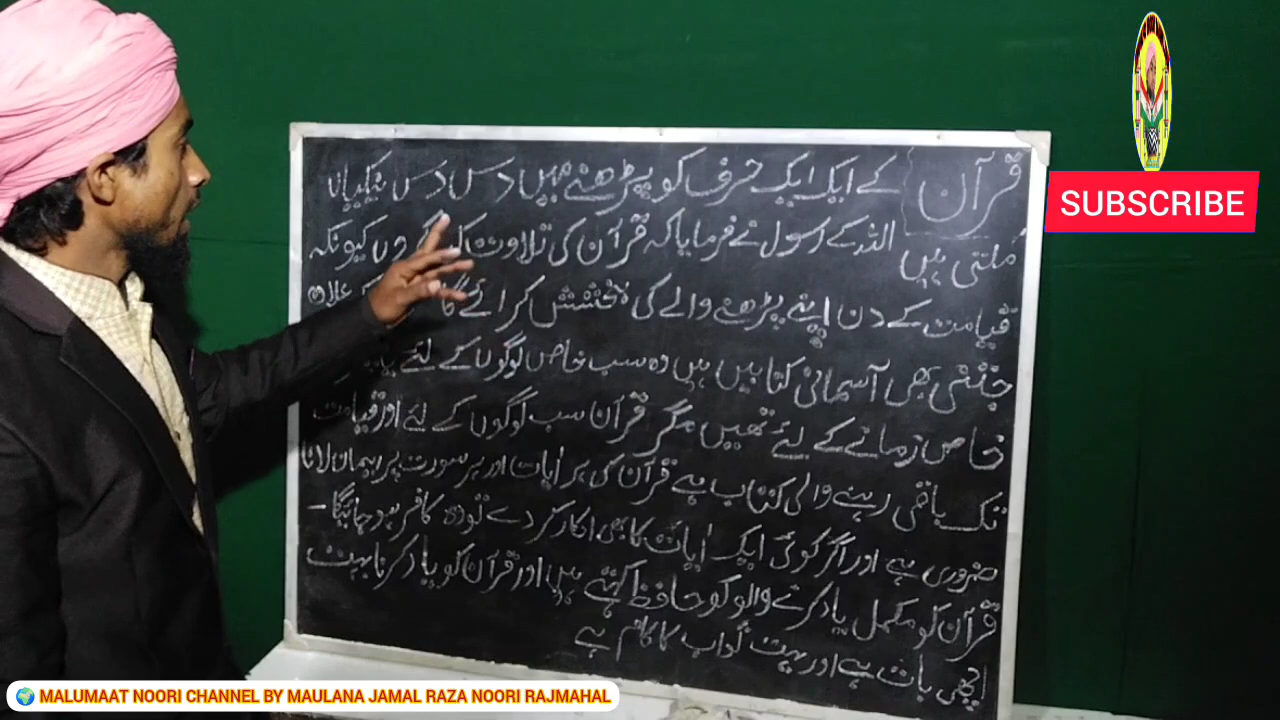 قرآن کے ایک ایک حرف کو پڑھنے میں دس دس نیکیاں
ملتی ہیں اللہ کے رسول نے فرمایا کہ قرآن کی تلاوت کیونکہ
قیامت کے دن اپنے پڑھنے والے کی بخشش کرائے گا علاوہ
جتنی بھی آسمانی کتابیں ہیں وہ سب خاص لوگوں کے لئے
خاص زمانے کے لئے تھیں مگر قرآن سب لوگوں کے لئے اور قیامت
تک باقی رہنے والی کتاب ہے قرآن کی ہر اٰیات اور ہر سورت پر ایمان لانا
ضروری ہے اور اگر کوئی ایک اٰیات کا بھی انکار کر دے تو وہ کافر ہو جائیگا -
قرآن کو مکمل یاد کرنے والو کو حافظ کہتے ہیں اور قرآن کو یاد کرنا بہت
اچھی بات ہے اور بہت ثواب کا کام ہے
SUBSCRIBE
MALUMAAT NOORI CHANNEL BY MAULANA JAMAL RAZA NOORI RAJMAHAL